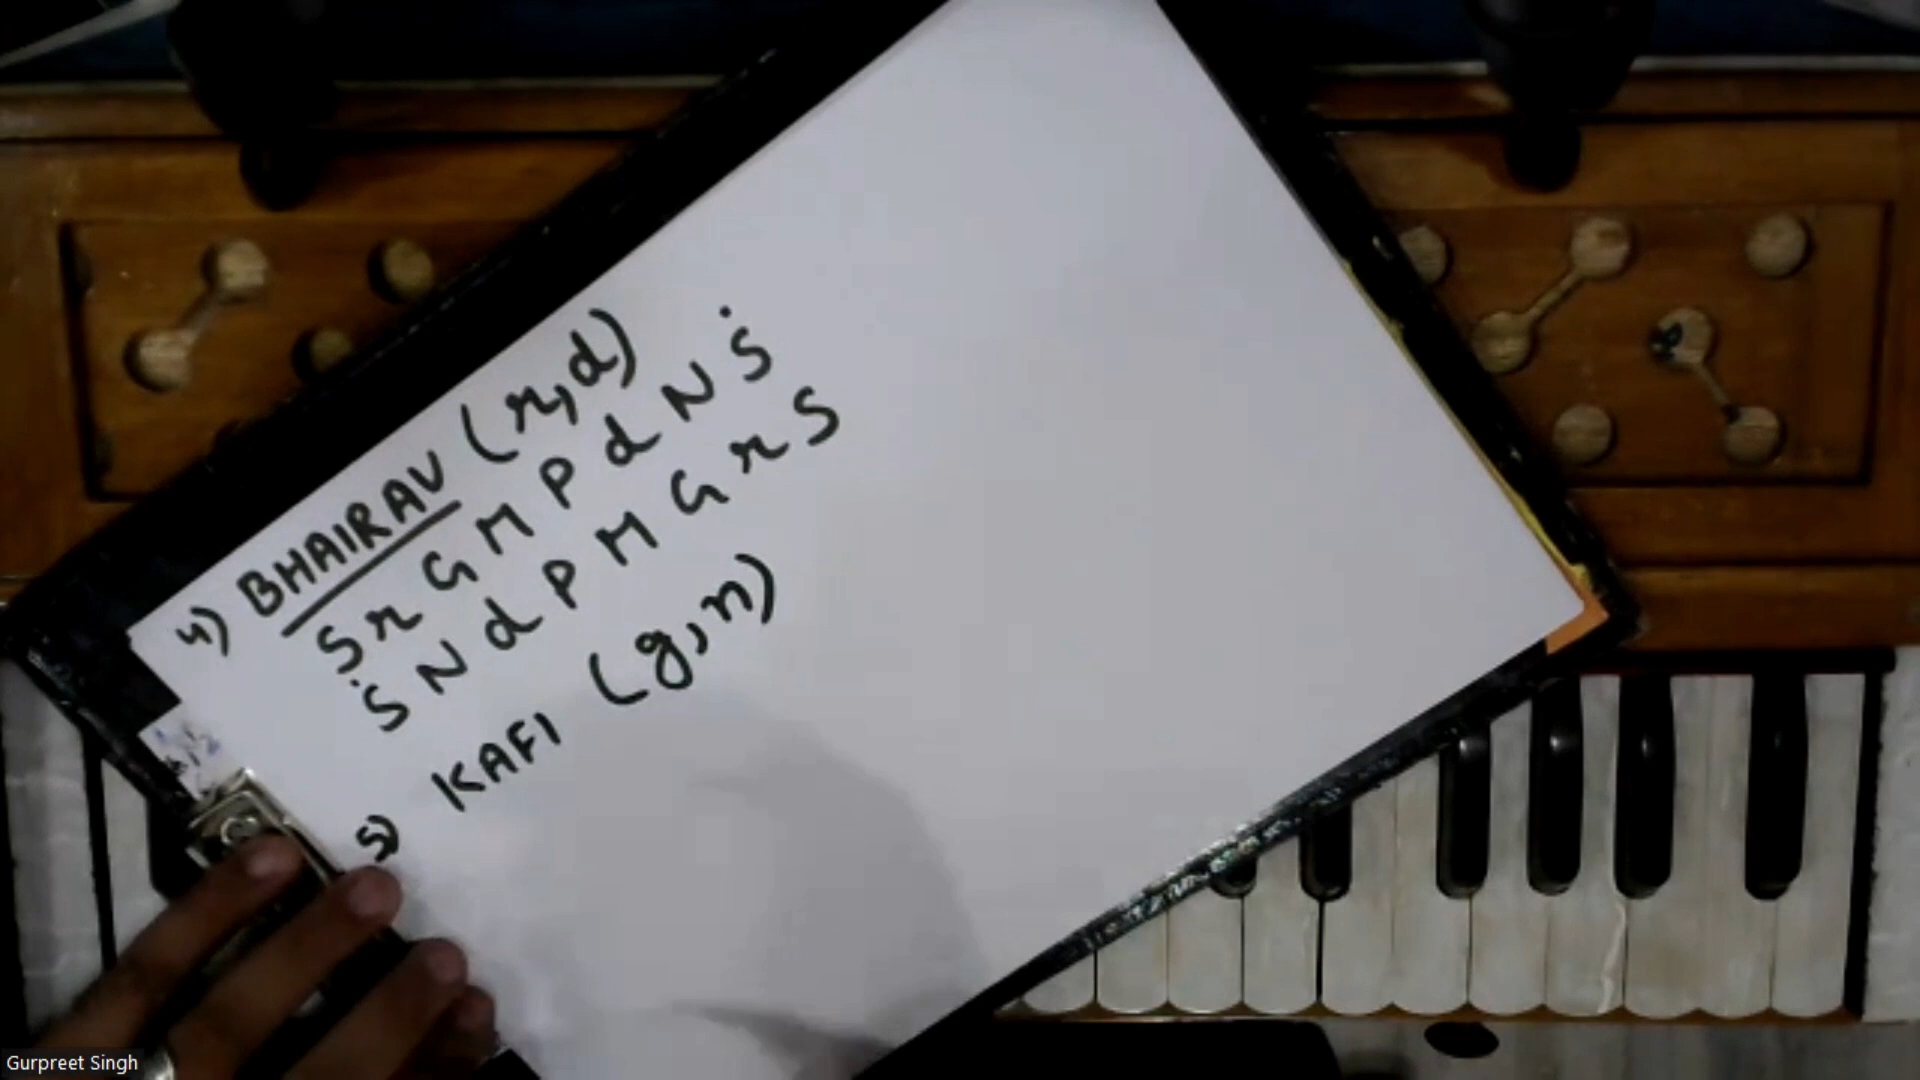 4) BHAIRAV (r, d)
S r G M P d N Ṡ
Ṡ N d P M G r S
5) KAFI (g, n)
Gurpreet Singh